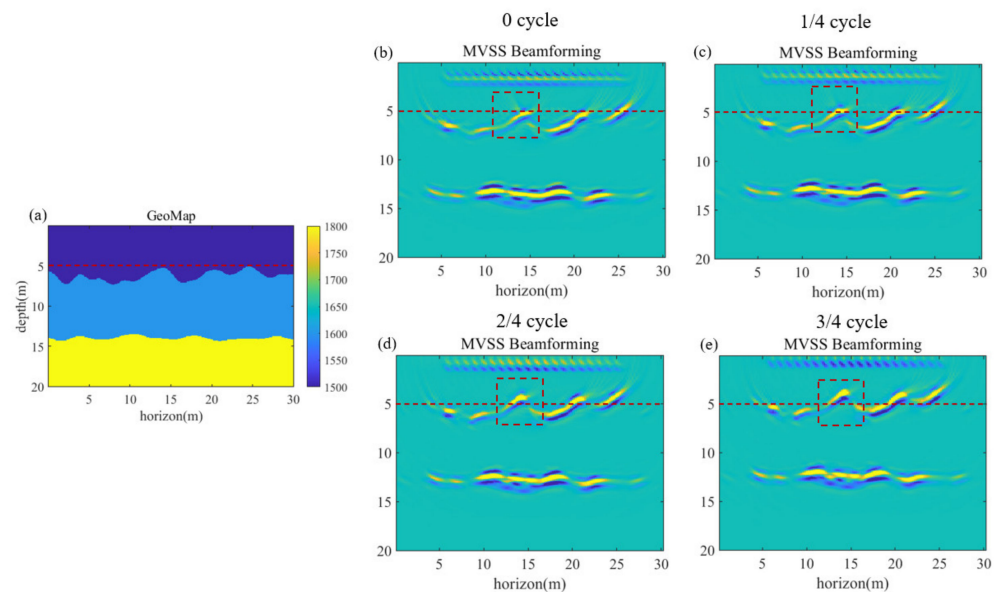 0 cycle
1/4 cycle
(b)
MVSS Beamforming
(c)
MVSS Beamforming
5
10
15
20
5
10
15
20
5 10 15 20 25 30
horizon(m)
5 10 15 20 25 30
horizon(m)
(a)
GeoMap
5
10
15
20
depth(m)
5 10 15 20 25 30
horizon(m)
1800
1750
1700
1650
1600
1550
1500
2/4 cycle
3/4 cycle
(d)
MVSS Beamforming
(e)
MVSS Beamforming
5
10
15
20
5
10
15
20
5 10 15 20 25 30
horizon(m)
5 10 15 20 25 30
horizon(m)